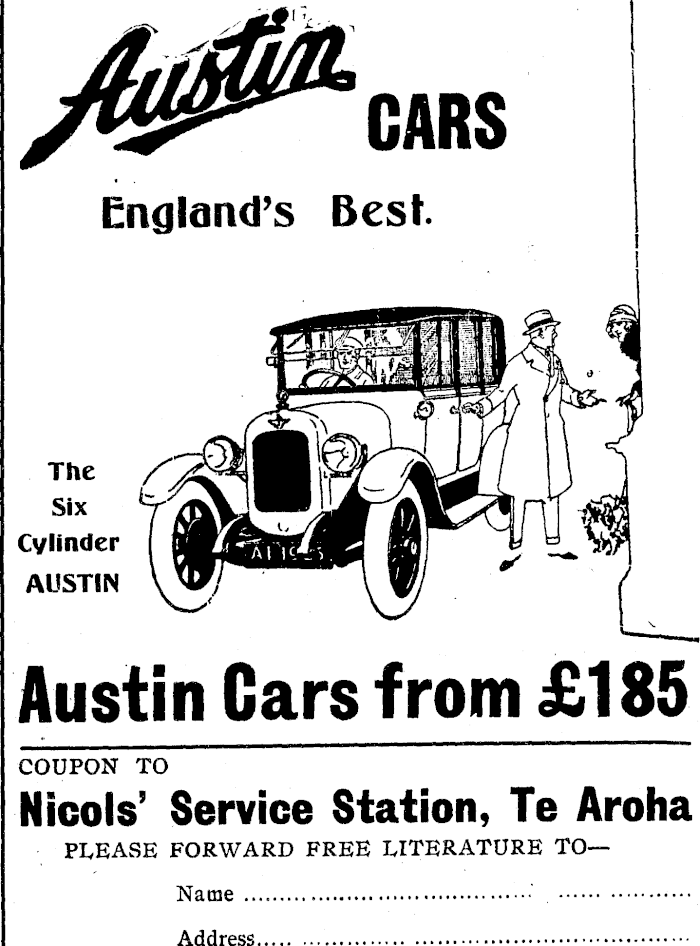 Austin
CARS
England's Best.
The
Six
Cylinder
AUSTIN
Austin Cars from £185
COUPON TO
Nicols' Service Station, Te Aroha
PLEASE FORWARD FREE LITERATURE TO—
Name ........................................
Address........................................